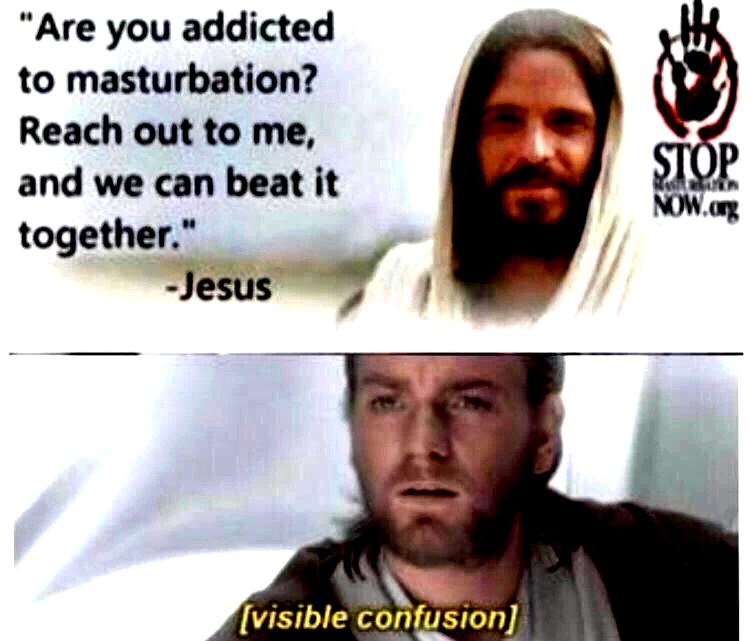 "Are you addicted
to masturbation?
Reach out to me,
and we can beat it
together."
-Jesus
STOP
MASTURBATION
NOW.org
[visible confusion]